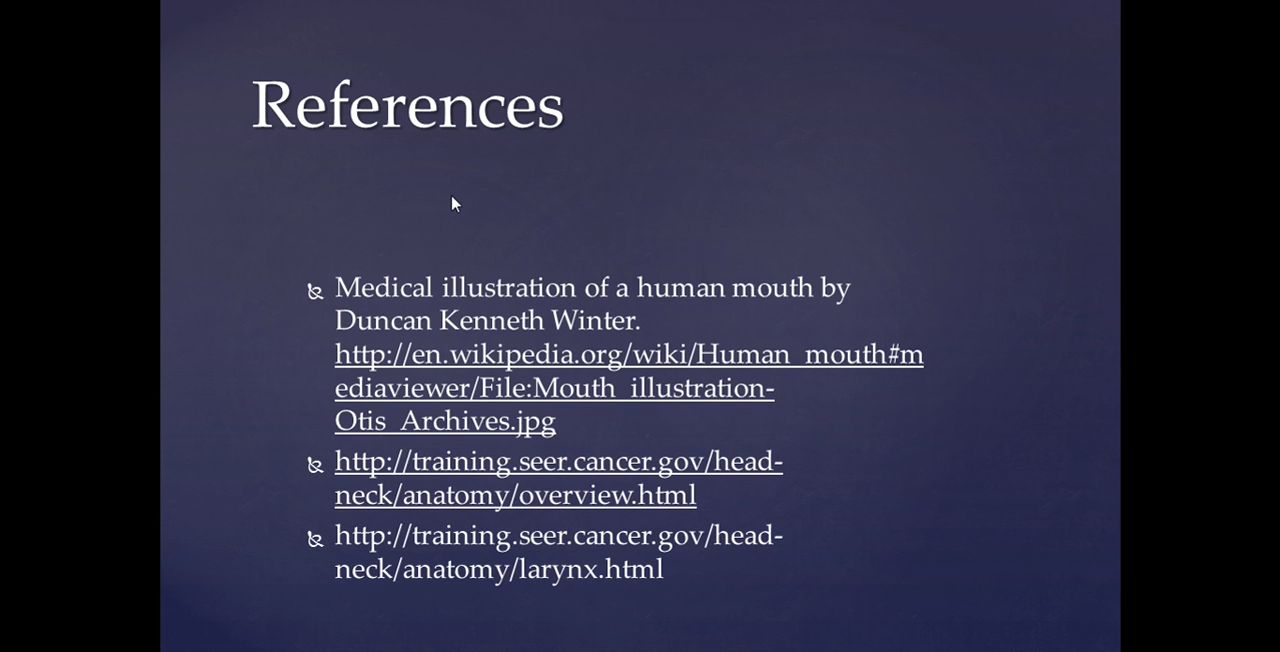 References
Medical illustration of a human mouth by
Duncan Kenneth Winter.
http://en.wikipedia.org/wiki/Human_mouth#m
ediaviewer/File:Mouth_illustration-
Otis_Archives.jpg
http://training.seer.cancer.gov/head-
neck/anatomy/overview.html
http://training.seer.cancer.gov/head-
neck/anatomy/larynx.html